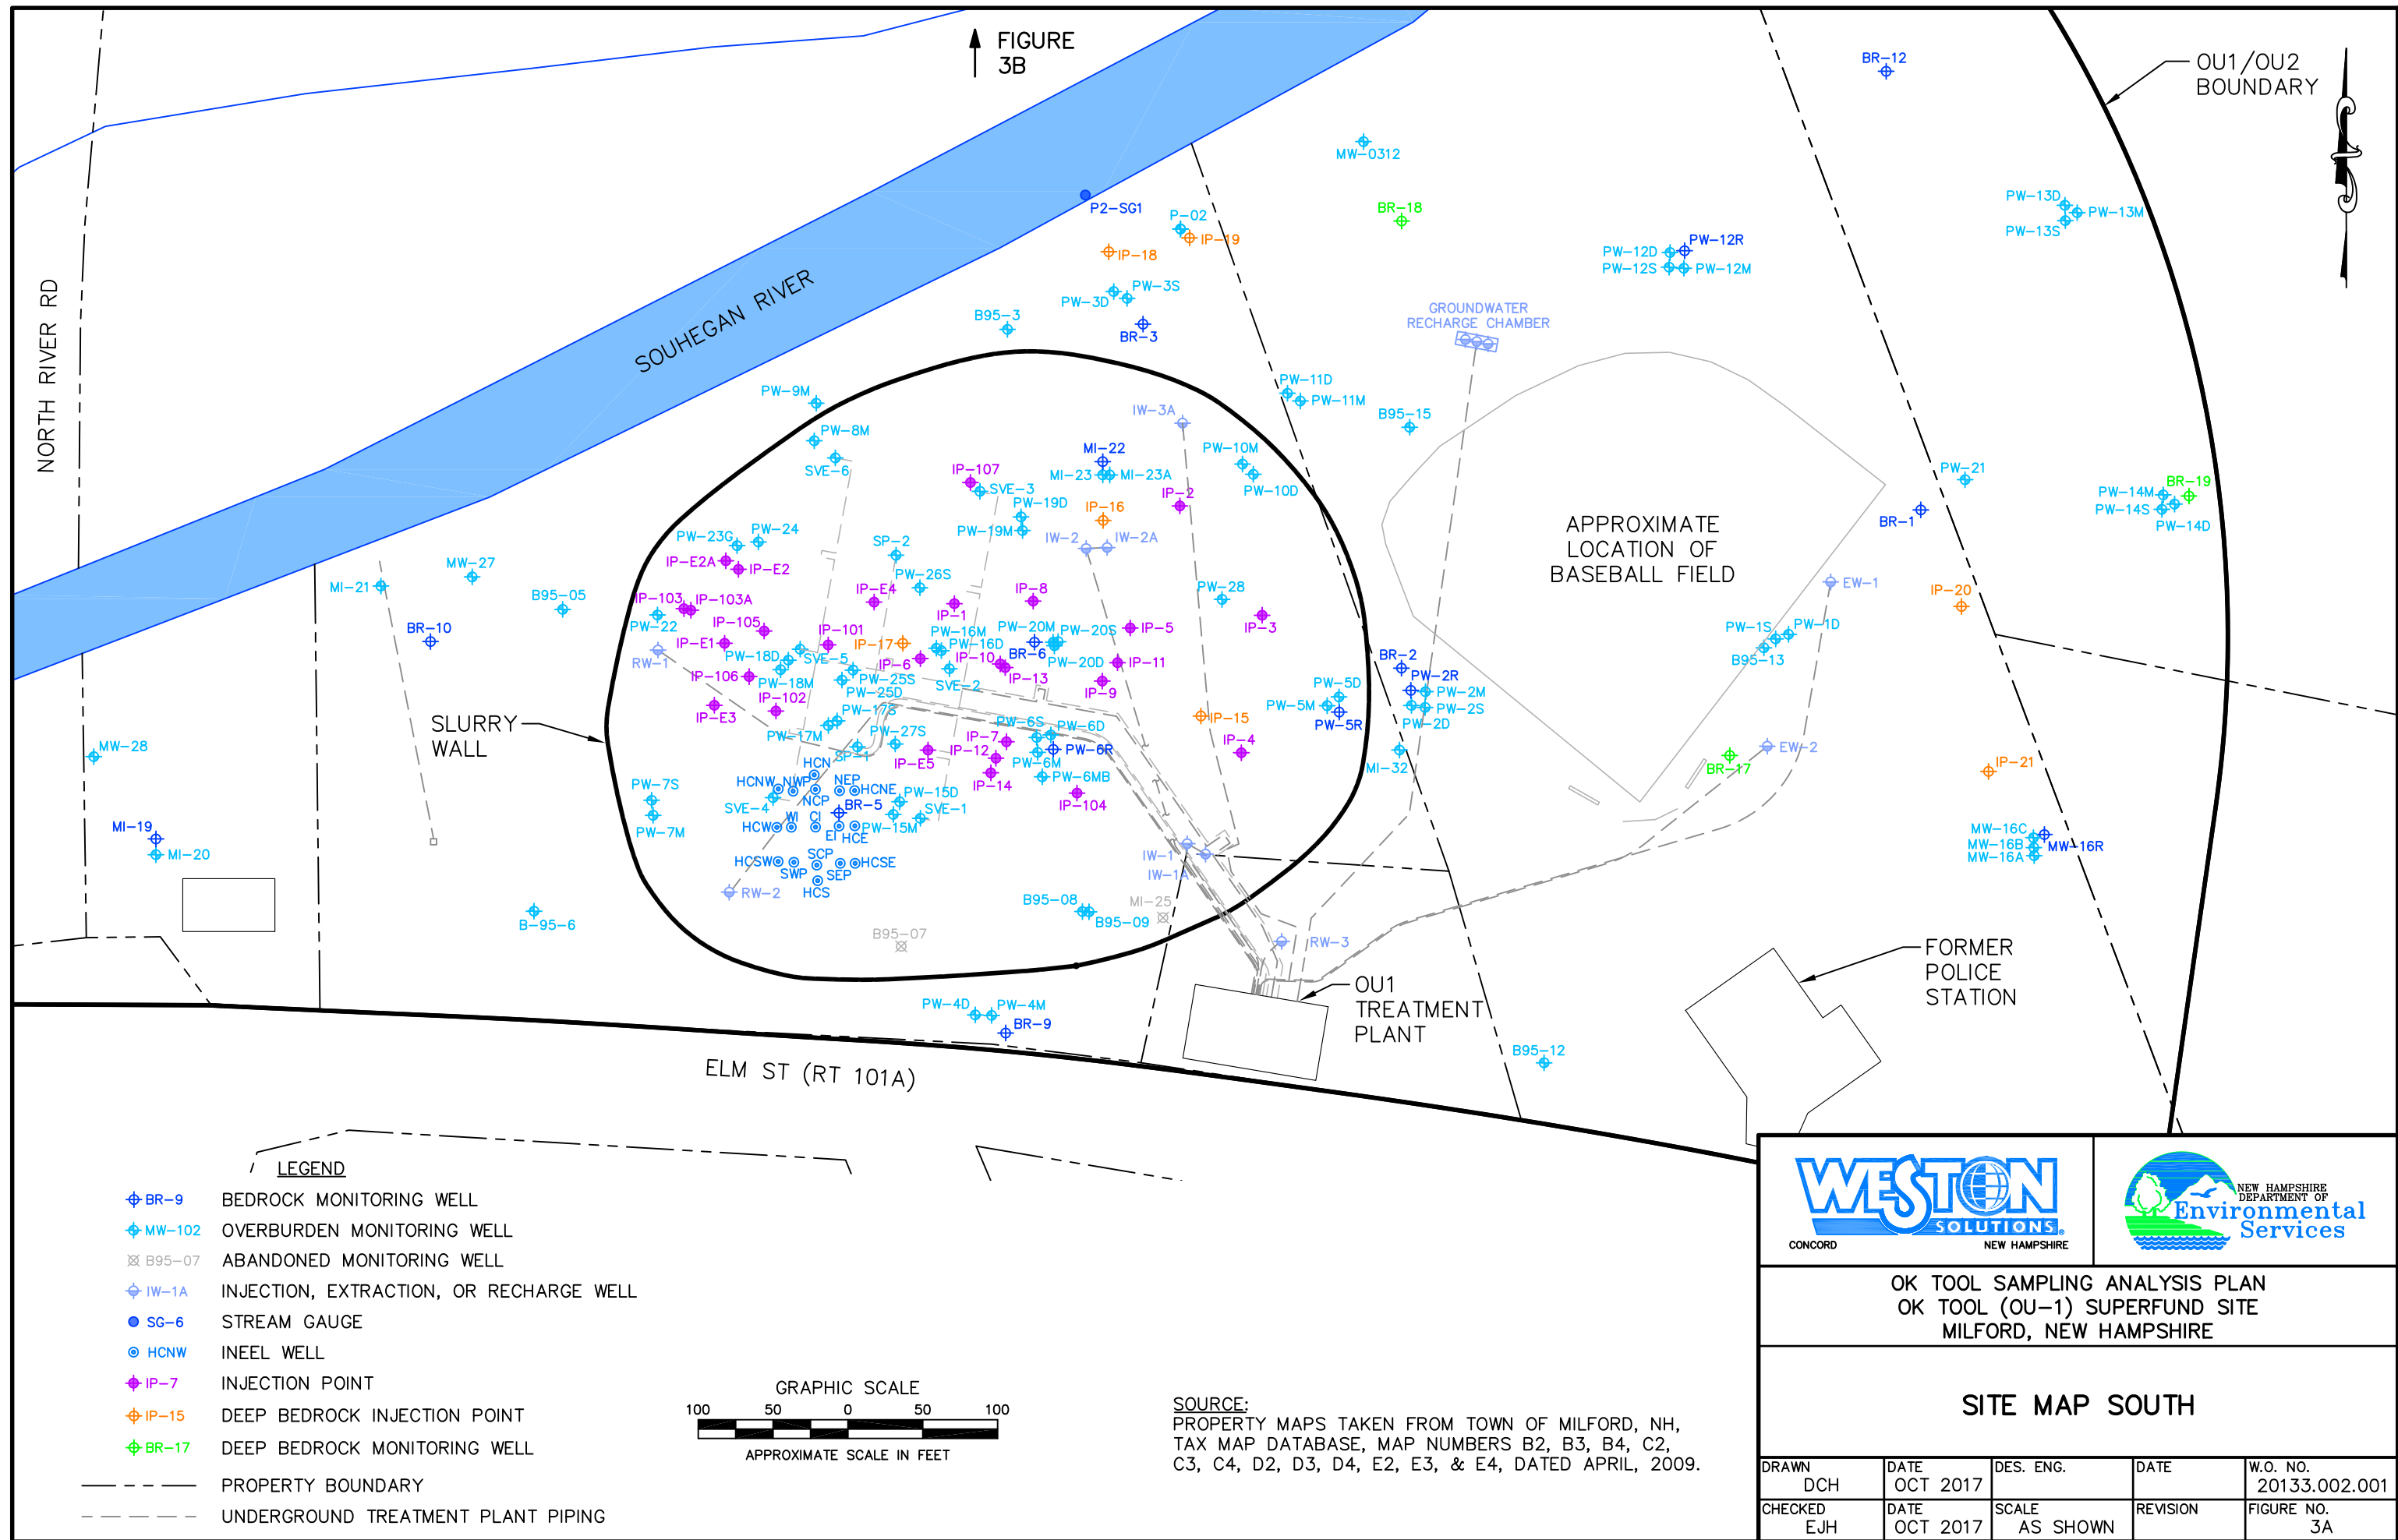 FIGURE
3B
OU1/OU2
BOUNDARY
BR-12
MW-0312
P2-SG1
P-02
IP-19
IP-18
BR-18
PW-13D
PW-13M
PW-13S
PW-12R
PW-12D
PW-12S
PW-12M
NORTH RIVER RD
SOUHEGAN RIVER
PW-3S
PW-3D
B95-3
BR-3
GROUNDWATER
RECHARGE CHAMBER
PW-9M
PW-11D
PW-11M
IW-3A
B95-15
PW-8M
SVE-6
MI-22
MI-23
MI-23A
PW-10M
PW-10D
IP-107
SVE-3
PW-19D
PW-19M
IP-16
IP-2
IW-2
IW-2A
PW-21
BR-1
PW-14M
PW-14S
PW-14D
BR-19
APPROXIMATE
LOCATION OF
BASEBALL FIELD
PW-23G
PW-24
SP-2
IP-E2A
IP-E2
MW-27
MI-21
B95-05
BR-10
PW-26S
IP-E4
IP-1
IP-8
PW-28
IP-3
EW-1
IP-20
IP-103
IP-103A
PW-22
IP-105
IP-E1
IP-101
IP-17
PW-16M
PW-16D
PW-20M
PW-20S
IP-5
RW-1
PW-18D
SVE-5
IP-6
IP-10
BR-6
PW-20D
IP-11
PW-1S
PW-1D
B95-13
IP-106
PW-18M
PW-25S
PW-25D
SVE-2
IP-13
IP-9
BR-2
PW-2R
PW-2M
PW-2S
PW-2D
PW-5D
PW-5M
PW-5R
IP-E3
IP-102
PW-17S
PW-17M
PW-27S
SP-1
IP-E5
PW-6S
PW-6D
IP-7
IP-12
PW-6R
PW-6M
PW-6MB
IP-14
IP-104
IP-15
IP-4
MI-32
EW-2
BR-17
IP-21
SLURRY
WALL
MW-28
MI-19
MI-20
PW-7S
PW-7M
HCN
HCNW
NWP
NEP
HCNE
NCP
SVE-4
BR-5
PW-15D
SVE-1
PW-15M
HCW
WI
CI
EI
HCE
HCSW
SCP
HCSE
SWP
SEP
HCS
RW-2
IW-1
IW-1A
MW-16C
MW-16B
MW-16A
MW-16R
B-95-6
B95-07
B95-08
B95-09
MI-25
RW-3
FORMER
POLICE
STATION
OU1
TREATMENT
PLANT
PW-4D
PW-4M
BR-9
B95-12
ELM ST (RT 101A)
LEGEND
BR-9 BEDROCK MONITORING WELL
MW-102 OVERBURDEN MONITORING WELL
B95-07 ABANDONED MONITORING WELL
IW-1A INJECTION, EXTRACTION, OR RECHARGE WELL
SG-6 STREAM GAUGE
HCNW INEEL WELL
IP-7 INJECTION POINT
IP-15 DEEP BEDROCK INJECTION POINT
BR-17 DEEP BEDROCK MONITORING WELL
PROPERTY BOUNDARY
UNDERGROUND TREATMENT PLANT PIPING
GRAPHIC SCALE
100 50 0 50 100
APPROXIMATE SCALE IN FEET
SOURCE:
PROPERTY MAPS TAKEN FROM TOWN OF MILFORD, NH,
TAX MAP DATABASE, MAP NUMBERS B2, B3, B4, C2,
C3, C4, D2, D3, D4, E2, E3, & E4, DATED APRIL, 2009.
WESTON
SOLUTIONS®
CONCORD NEW HAMPSHIRE
NEW HAMPSHIRE
DEPARTMENT OF
Environmental
Services
OK TOOL SAMPLING ANALYSIS PLAN
OK TOOL (OU-1) SUPERFUND SITE
MILFORD, NEW HAMPSHIRE
SITE MAP SOUTH
DRAWN DATE DES. ENG. DATE W.O. NO.
DCH OCT 2017 20133.002.001
CHECKED DATE SCALE REVISION FIGURE NO.
EJH OCT 2017 AS SHOWN 3A